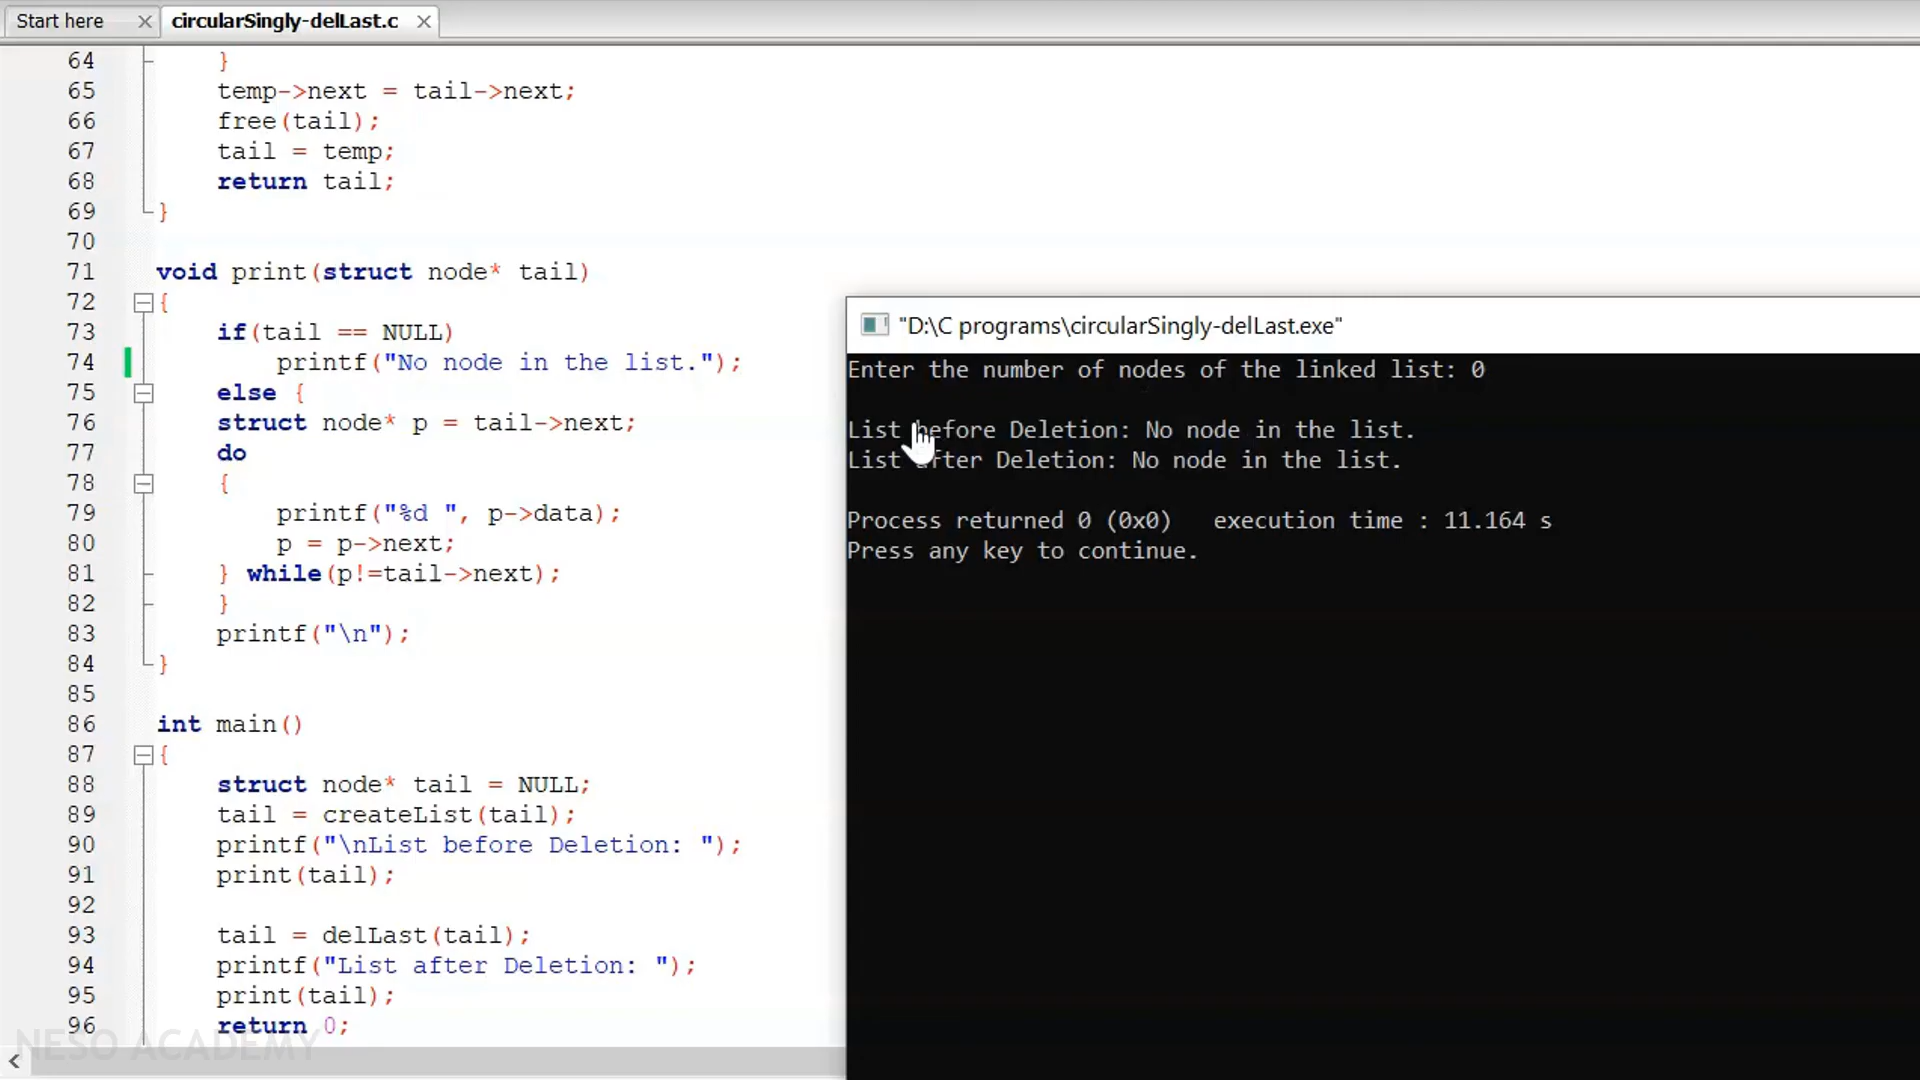 Start here
circularSingly-delLast.c
64 }
65 temp->next = tail->next;
66 free(tail);
67 tail = temp;
68 return tail;
69 }
70
71 void print(struct node* tail)
72 {
73 if(tail == NULL)
74 printf("No node in the list.");
75 else {
76 struct node* p = tail->next;
77 do
78 {
79 printf("%d ", p->data);
80 p = p->next;
81 } while(p!=tail->next);
82 }
83 printf("\n");
84 }
85
86 int main()
87 {
88 struct node* tail = NULL;
89 tail = createList(tail);
90 printf("\nList before Deletion: ");
91 print(tail);
92
93 tail = delLast(tail);
94 printf("List after Deletion: ");
95 print(tail);
96 return 0;
NESO ACADEMY
"D:\C programs\circularSingly-delLast.exe"
Enter the number of nodes of the linked list: 0
List before Deletion: No node in the list.
List after Deletion: No node in the list.
Process returned 0 (0x0) execution time : 11.164 s
Press any key to continue.